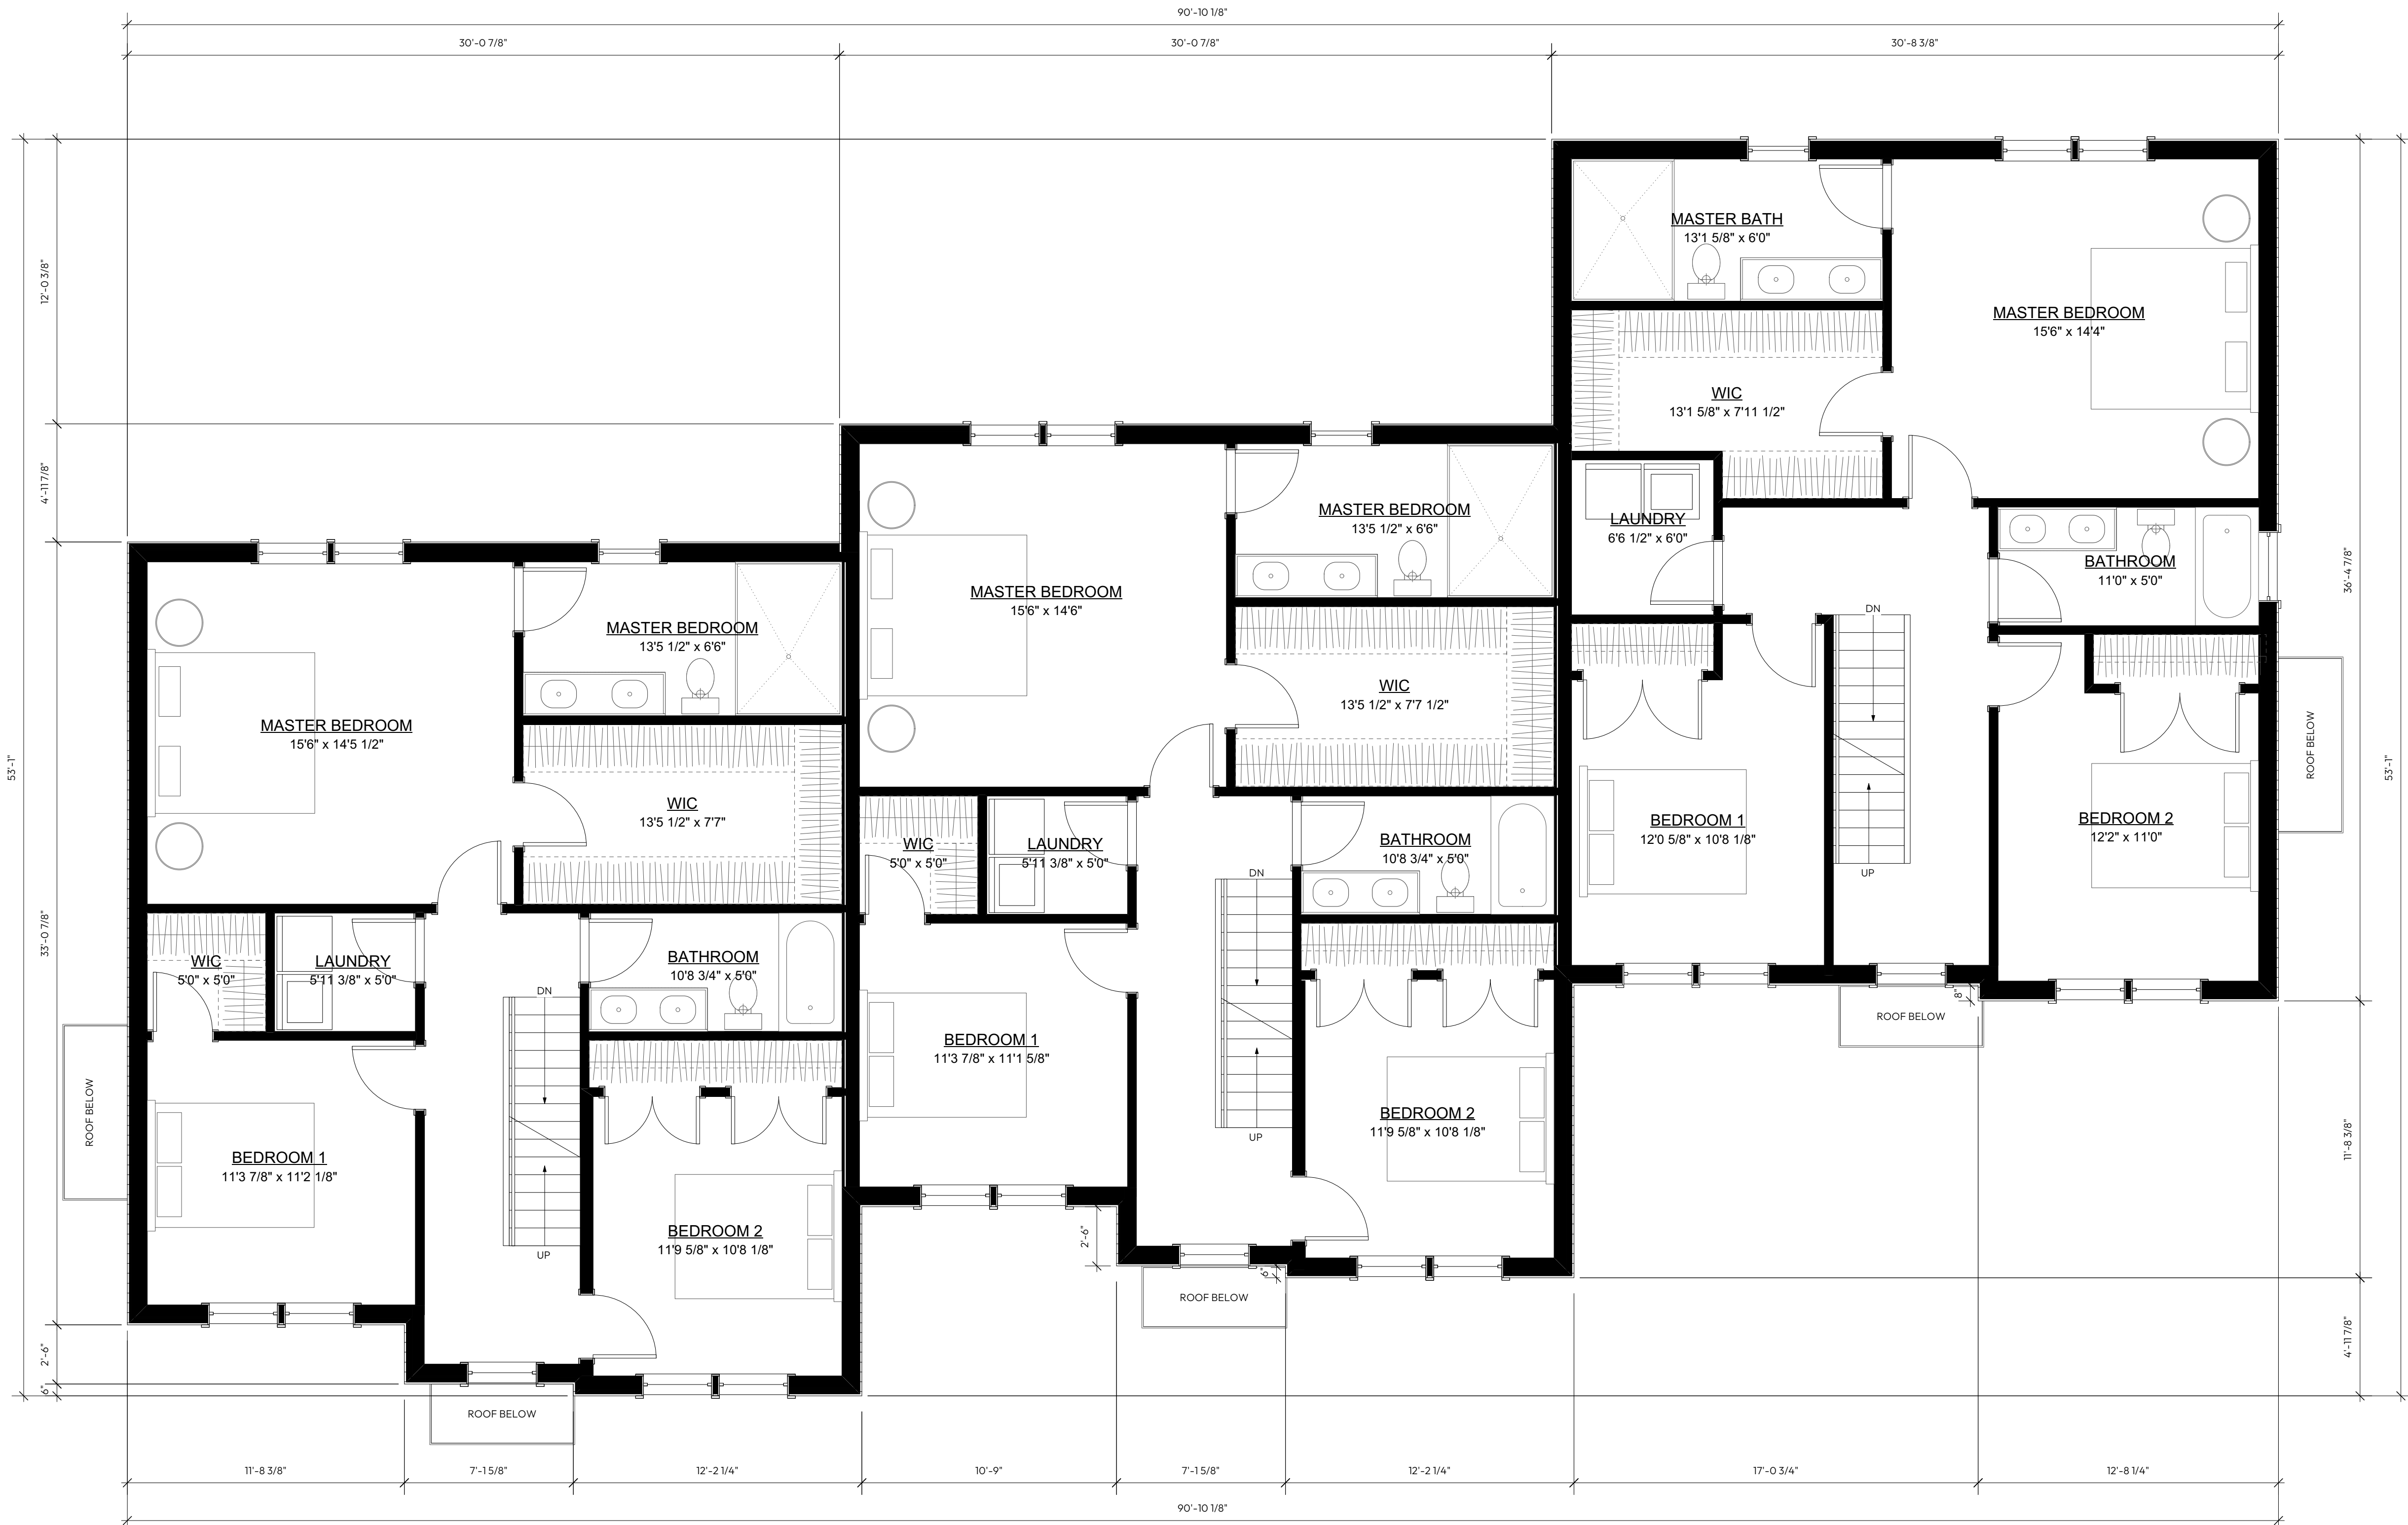 90'-10 1/8"
30'-0 7/8"
30'-0 7/8"
30'-8 3/8"
12'-0 3/8"
4'-11 7/8"
33'-0 7/8"
2'-6"
6"
53'-1"
MASTER BEDROOM
15'6" x 14'5 1/2"
MASTER BEDROOM
13'5 1/2" x 6'6"
WIC
13'5 1/2" x 7'7"
WIC
5'0" x 5'0"
LAUNDRY
5'11 3/8" x 5'0"
BATHROOM
10'8 3/4" x 5'0"
DN
UP
BEDROOM 1
11'3 7/8" x 11'2 1/8"
BEDROOM 2
11'9 5/8" x 10'8 1/8"
ROOF BELOW
ROOF BELOW
MASTER BEDROOM
15'6" x 14'6"
MASTER BEDROOM
13'5 1/2" x 6'6"
WIC
13'5 1/2" x 7'7 1/2"
WIC
5'0" x 5'0"
LAUNDRY
5'11 3/8" x 5'0"
BATHROOM
10'8 3/4" x 5'0"
DN
UP
BEDROOM 1
11'3 7/8" x 11'1 5/8"
BEDROOM 2
11'9 5/8" x 10'8 1/8"
2'-6"
6"
ROOF BELOW
MASTER BATH
13'1 5/8" x 6'0"
MASTER BEDROOM
15'6" x 14'4"
WIC
13'1 5/8" x 7'11 1/2"
LAUNDRY
6'6 1/2" x 6'0"
BATHROOM
11'0" x 5'0"
DN
UP
BEDROOM 1
12'0 5/8" x 10'8 1/8"
BEDROOM 2
12'2" x 11'0"
8"
ROOF BELOW
ROOF BELOW
36'-4 7/8"
11'-8 3/8"
4'-11 7/8"
53'-1"
11'-8 3/8"
7'-1 5/8"
12'-2 1/4"
10'-9"
7'-1 5/8"
12'-2 1/4"
17'-0 3/4"
12'-8 1/4"
90'-10 1/8"